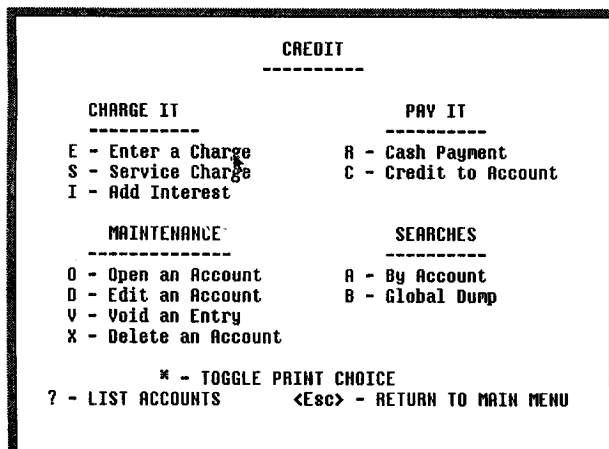 CREDIT
----------
CHARGE IT
-----------
E - Enter a Charge
S - Service Charge
I - Add Interest
PAY IT
----------
R - Cash Payment
C - Credit to Account
MAINTENANCE
--------------
O - Open an Account
D - Edit an Account
V - Void an Entry
X - Delete an Account
SEARCHES
----------
A - By Account
B - Global Dump
* - TOGGLE PRINT CHOICE
? - LIST ACCOUNTS <Esc> - RETURN TO MAIN MENU